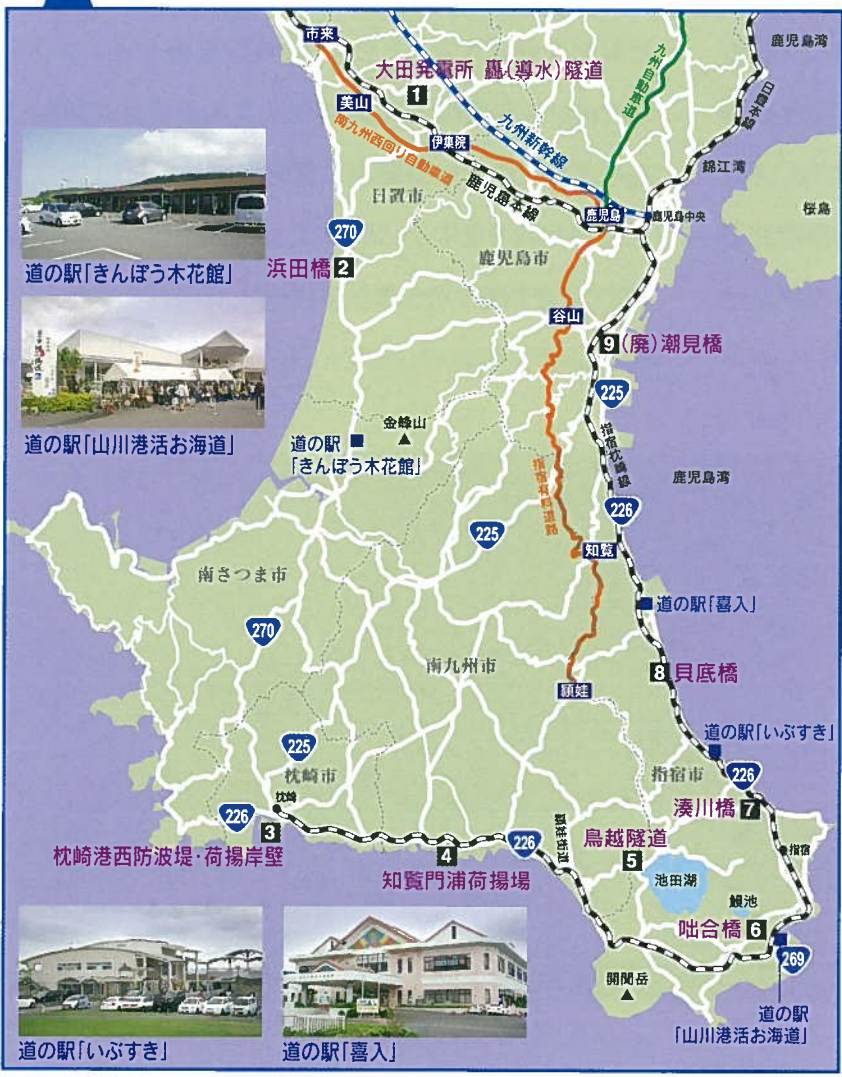 市来
鹿児島湾
大田発電所 轟(導水)隧道
1
九州自動車道
日豊本線
美山
南九州西回り自動車道
伊集院
九州新幹線
鹿児島本線
錦江湾
日置市
鹿児島
鹿児島中央
桜島
270
浜田橋 2
鹿児島市
道の駅「きんぽう木花館」
谷山
9 (廃)潮見橋
225
道の駅「山川港活お海道」
金峰山
道の駅
「きんぽう木花館」
指宿枕崎線
指宿有料道路
鹿児島湾
226
225
知覧
南さつま市
道の駅「喜入」
270
南九州市
8 貝底橋
頴娃
道の駅「いぶすき」
225
枕崎市
指宿市
226
枕崎
湊川橋 7
226
3
枕崎港西防波堤・荷揚岸壁
226
頴娃街道
鳥越隧道
5
指宿
4
知覧門浦荷揚場
池田湖
鰻池
咄合橋 6
269
開聞岳
道の駅
「山川港活お海道」
道の駅「いぶすき」
道の駅「喜入」